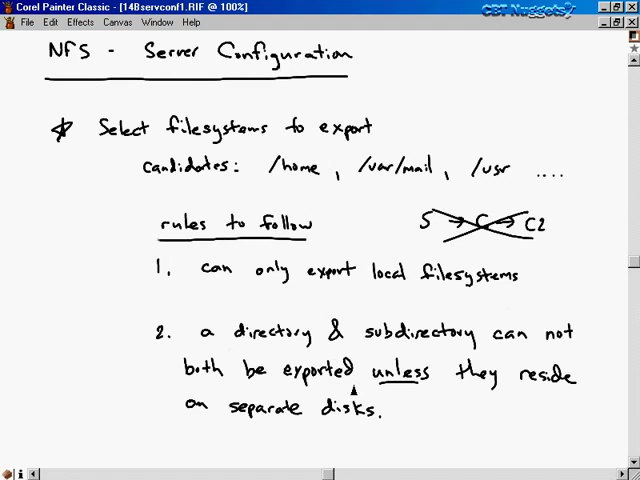 Corel Painter Classic - [14Bservconf1.RIF @ 100%]
CBT Nuggets
File Edit Effects Canvas Window Help
NFS - Server Configuration
Select filesystems to export
candidates: /home , /var/mail , /usr ....
rules to follow
S → C → C2
1. can only export local filesystems
2. a directory & subdirectory can not
both be exported unless they reside
on separate disks.